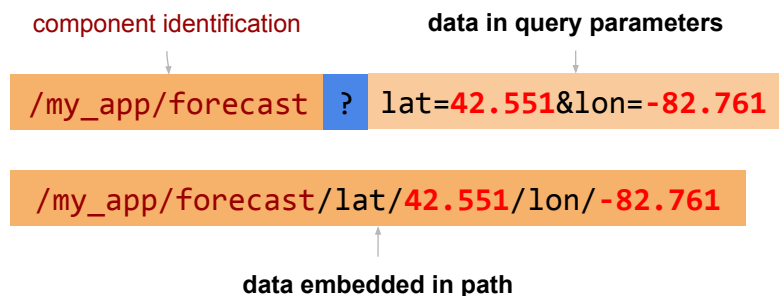 component identification
data in query parameters
/my_app/forecast ? lat=42.551&lon=-82.761
/my_app/forecast/lat/42.551/lon/-82.761
data embedded in path